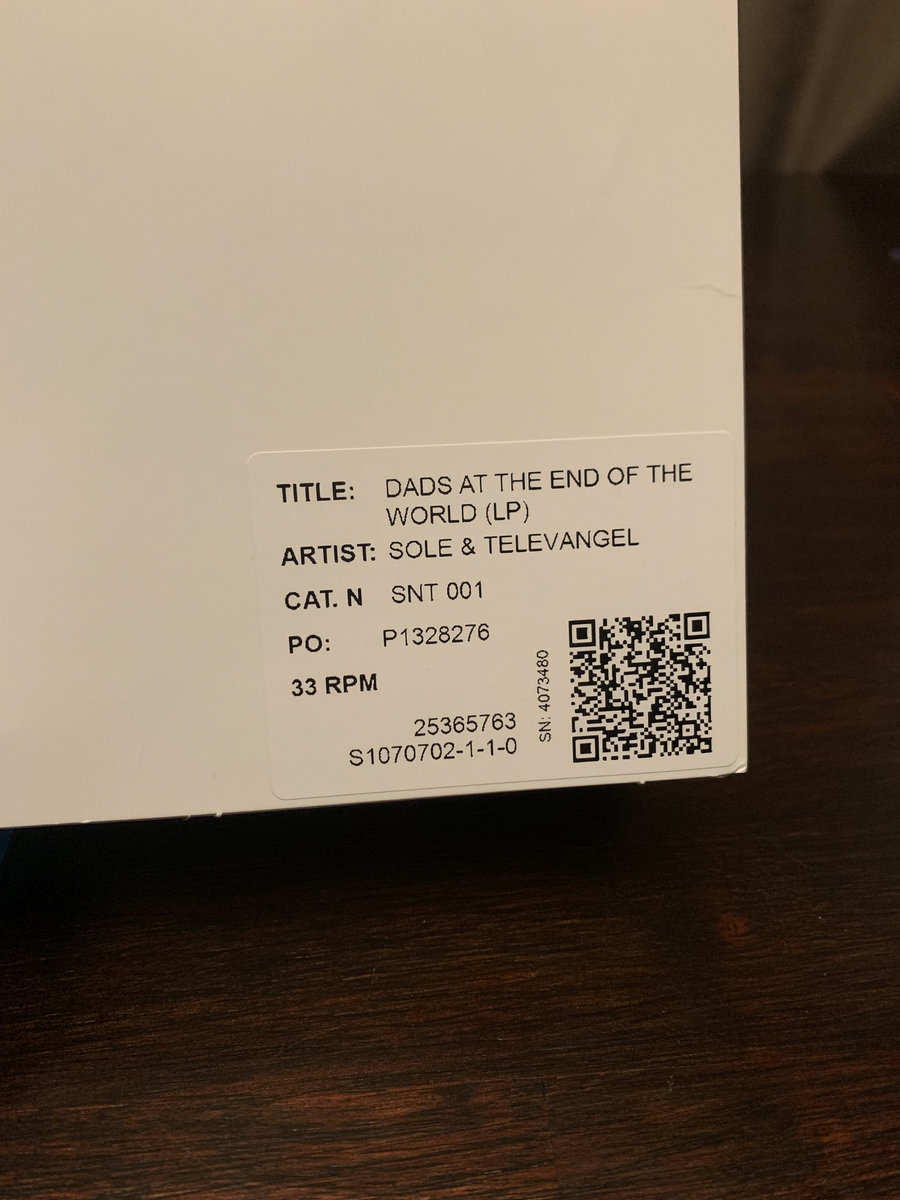 TITLE: DADS AT THE END OF THE
WORLD (LP)
ARTIST: SOLE & TELEVANGEL
CAT. N SNT 001
PO: P1328276
33 RPM
25365763
S1070702-1-1-0
SN: 4073480